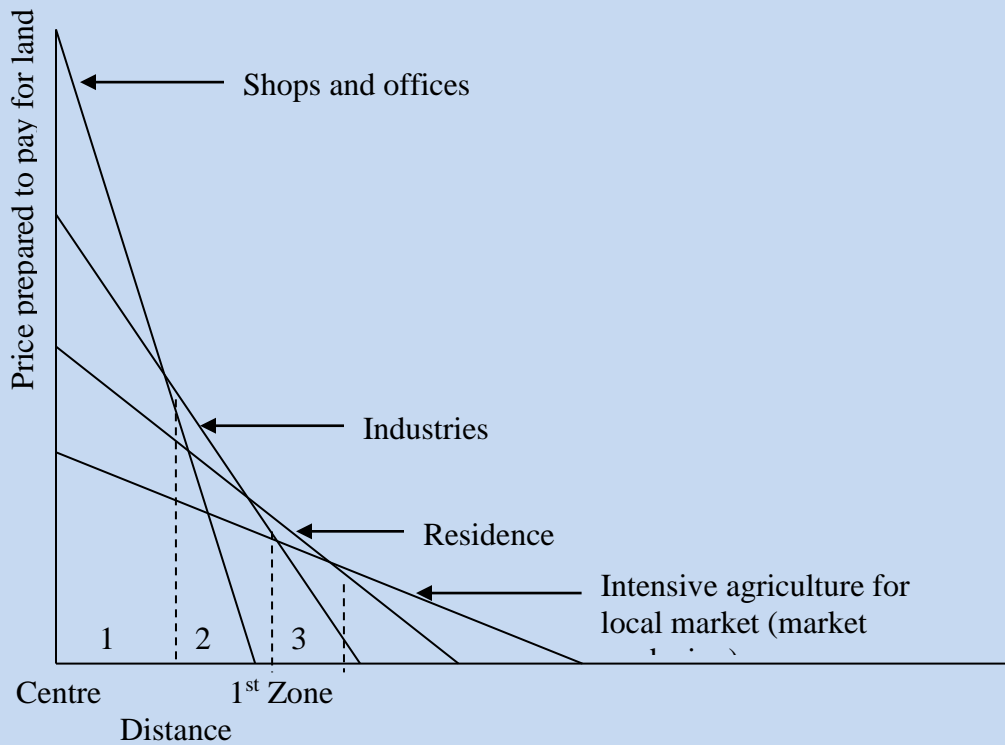 Price prepared to pay for land
Shops and offices
Industries
Residence
Intensive agriculture for
local market (market
1 2 3
Centre 1st Zone
Distance